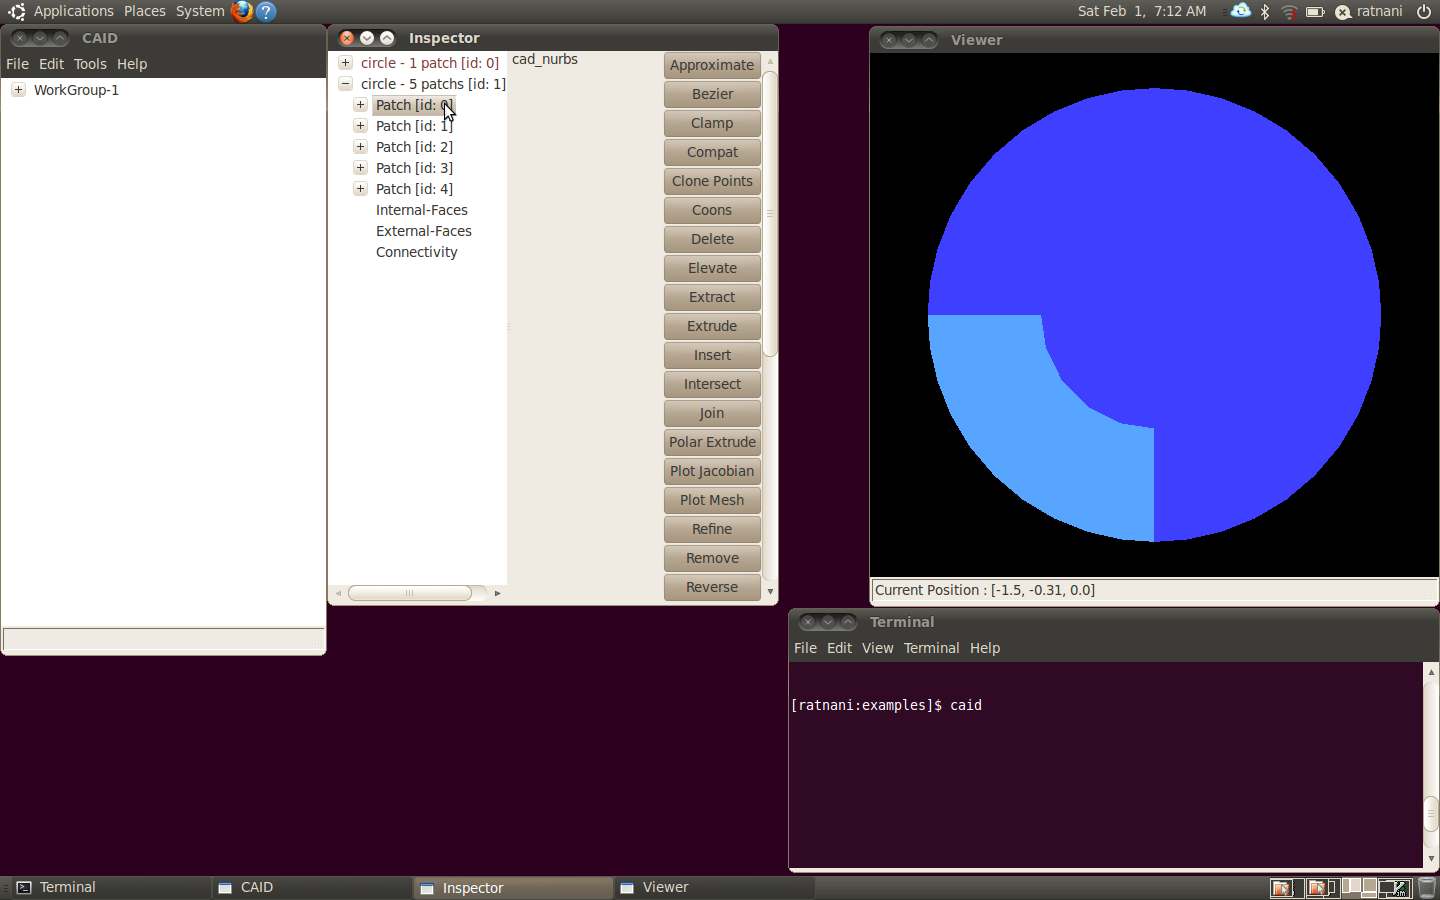 Applications Places System
Sat Feb 1, 7:12 AM
ratnani
CAID
File Edit Tools Help
WorkGroup-1
Inspector
circle - 1 patch [id: 0]
circle - 5 patches [id: 1]
Patch [id: 0]
Patch [id: 1]
Patch [id: 2]
Patch [id: 3]
Patch [id: 4]
Internal-Faces
External-Faces
Connectivity
cad_nurbs
Approximate
Bezier
Clamp
Compat
Clone Points
Coons
Delete
Elevate
Extract
Extrude
Insert
Intersect
Join
Polar Extrude
Plot Jacobian
Plot Mesh
Refine
Remove
Reverse
Viewer
Current Position : [-1.5, -0.31, 0.0]
Terminal
File Edit View Terminal Help
[ratnani:examples]$ caid
Terminal
CAID
Inspector
Viewer